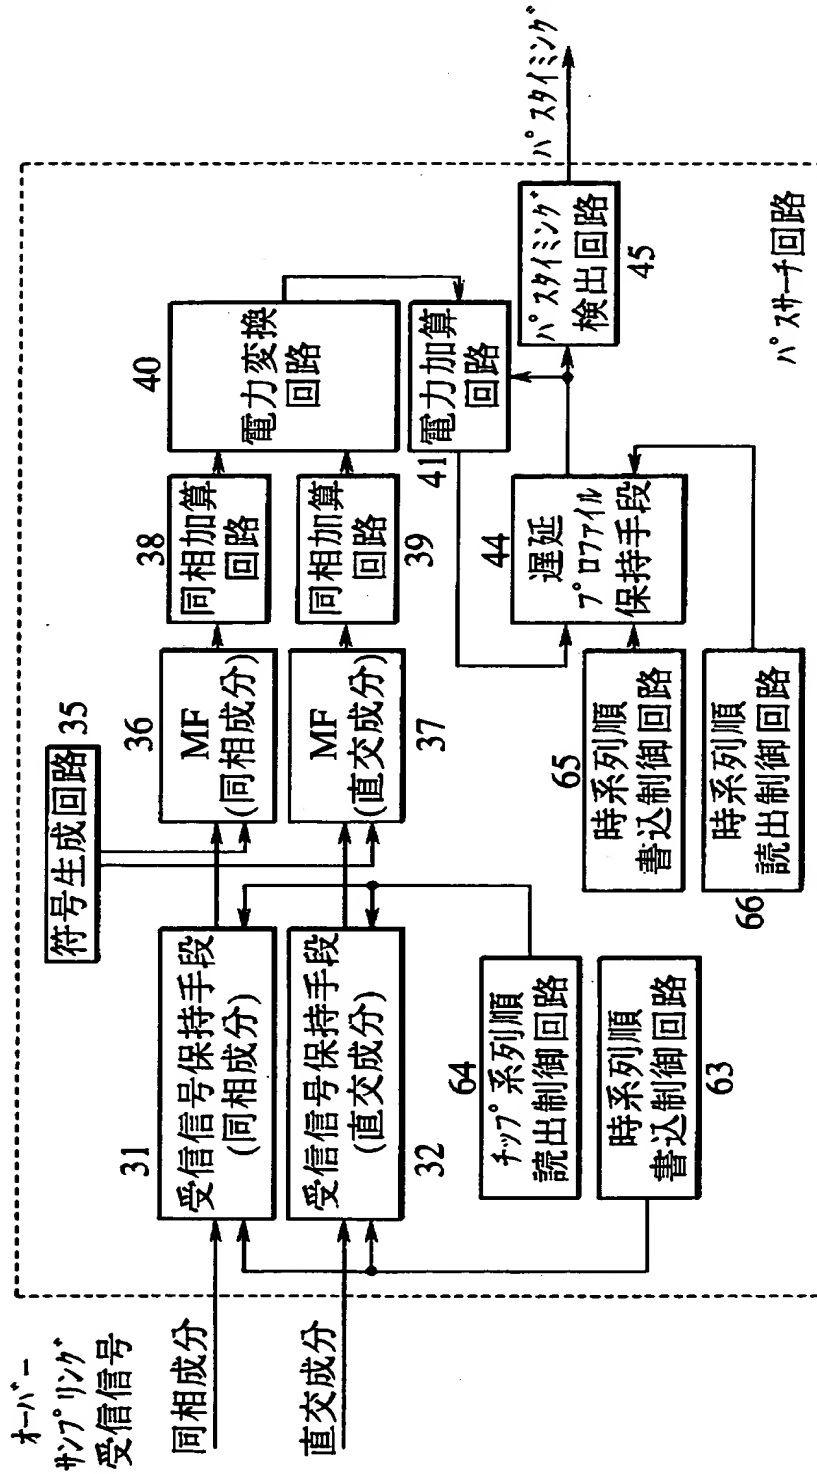 オーバー
サンプリング
受信信号
同相成分
直交成分
31
受信信号保持手段
(同相成分)
受信信号保持手段
(直交成分)
32
64
チップ系列順
読出制御回路
時系列順
書込制御回路
63
符号生成回路
35
36
MF
(同相成分)
MF
(直交成分)
37
38
同相加算
回路
同相加算
回路
39
40
電力変換
回路
電力加算
回路
41
44
遅延
プロファイル
保持手段
65
時系列順
書込制御回路
時系列順
読出制御回路
66
パスタイミング
検出回路
45
パスタイミング
パスサーチ回路